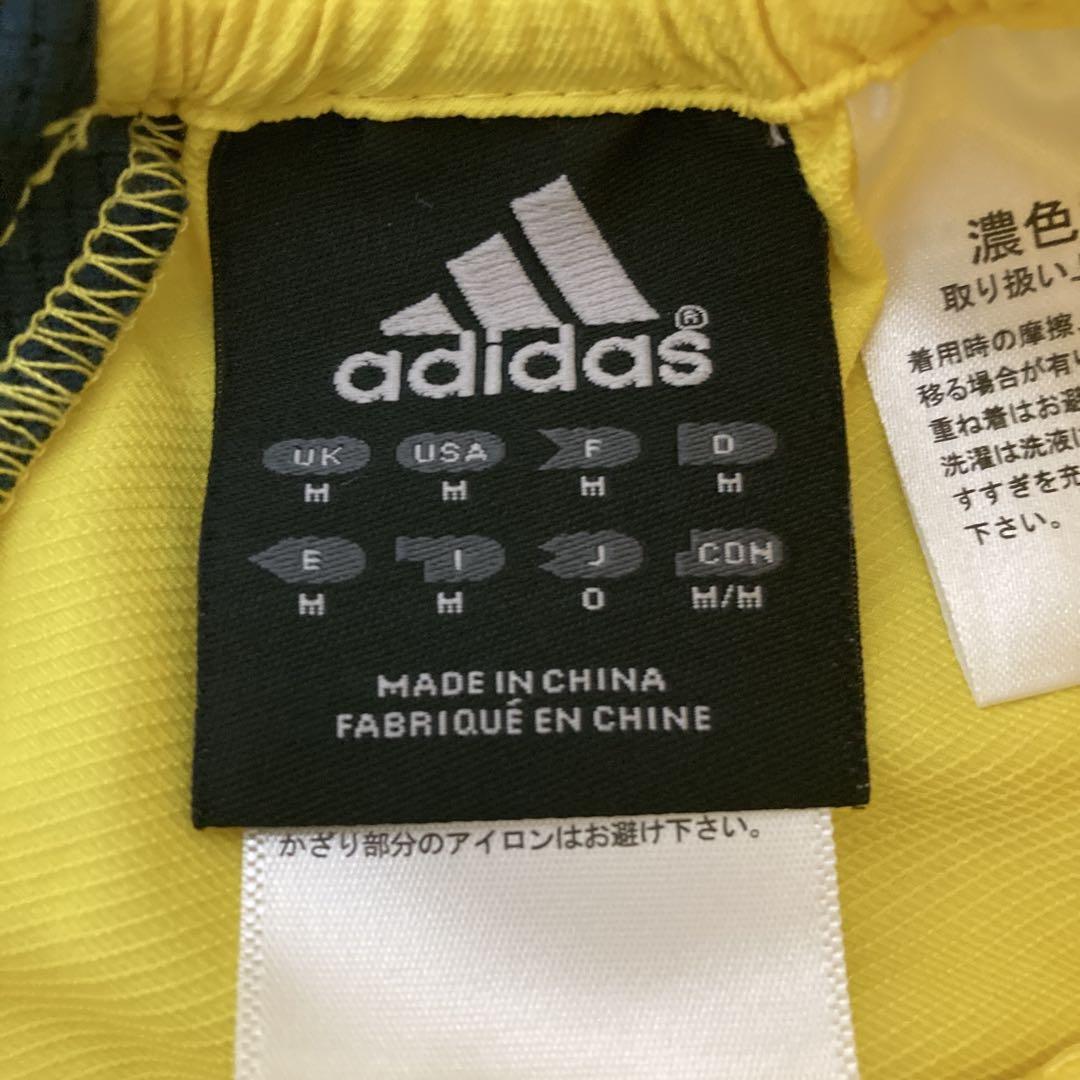 adidas®
UK USA F D
M M M M
E I J CDN
M M O M/M
MADE IN CHINA
FABRIQUÉ EN CHINE
かざり部分のアイロンはお避け下さい。
濃色
取り扱い
着用時の摩擦
移る場合が有り
重ね着はお避
洗濯は洗液に
すすぎを充
下さい。